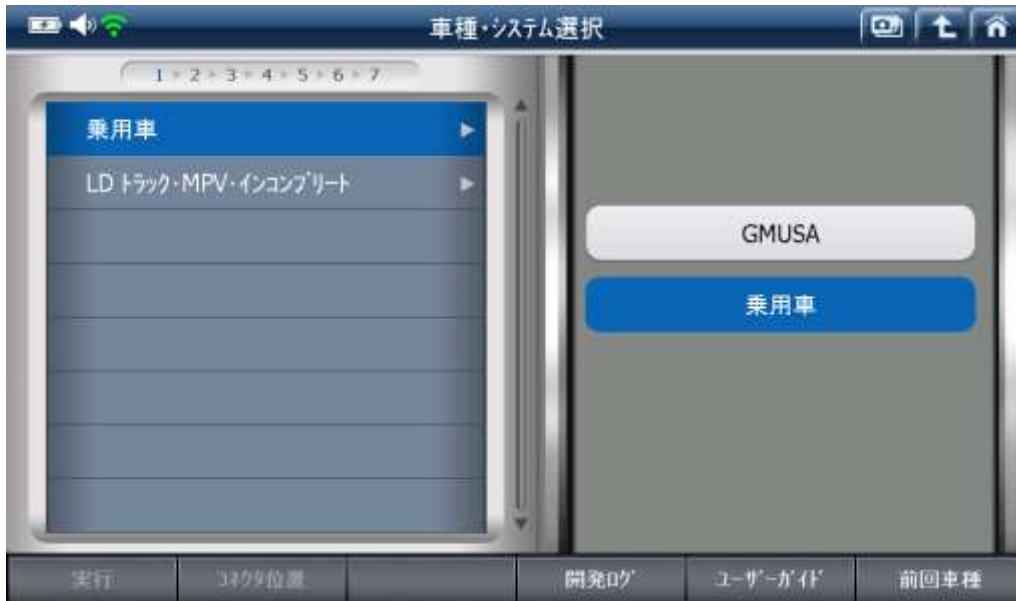 車種・システム選択
1 ▸ 2 ▸ 3 ▸ 4 ▸ 5 ▸ 6 ▸ 7
乗用車
LD トラック・MPV・インコンプリート
GMUSA
乗用車
実行 コネクタ位置 開発ログ ユーザーガイド 前回車種